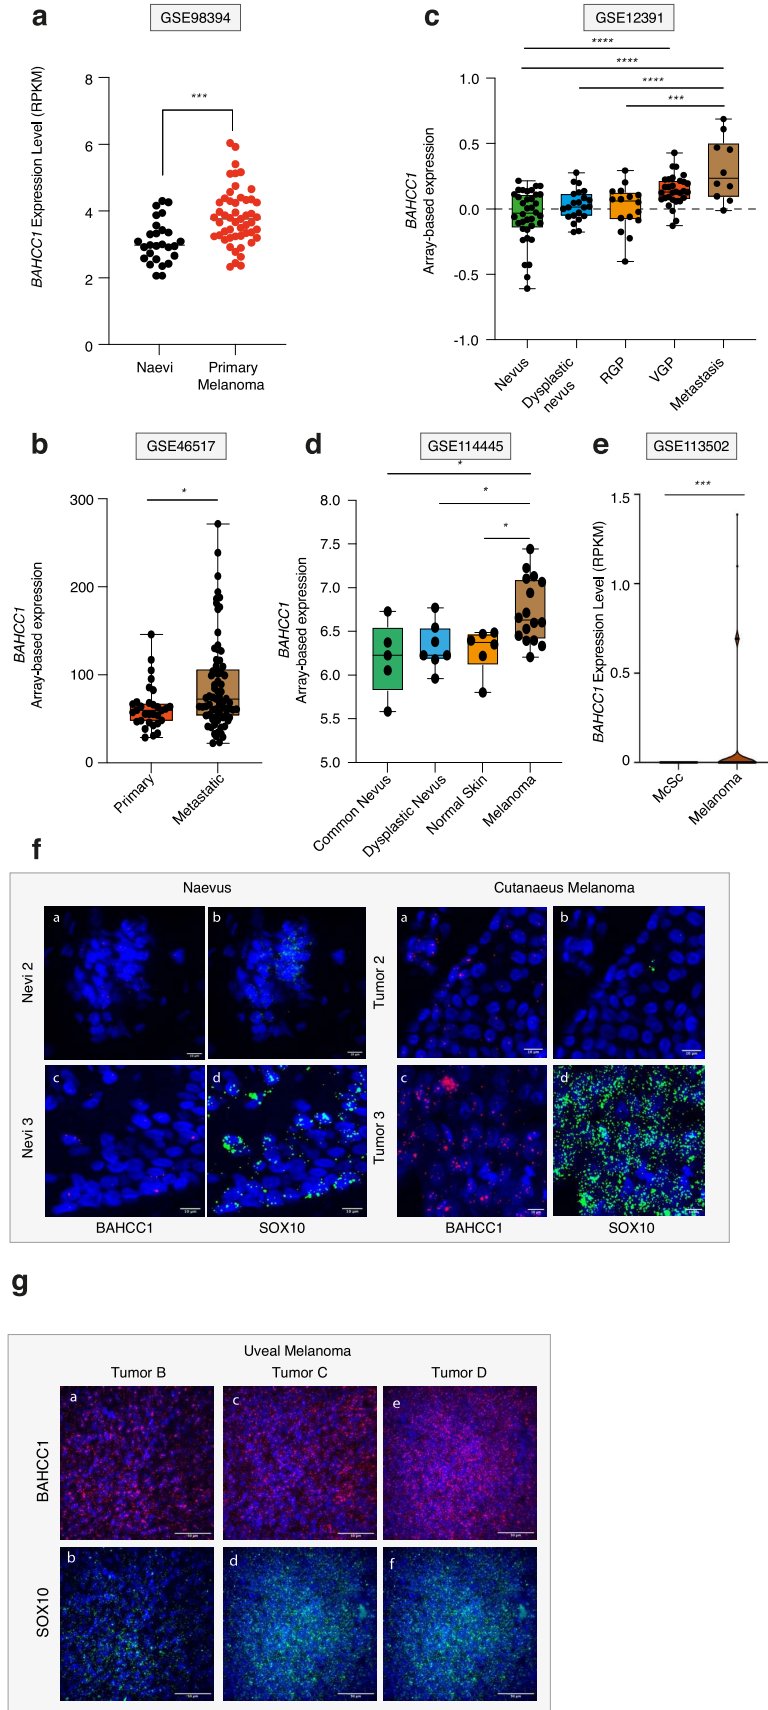 a
GSE98394
BAHCC1 Expression Level (RPKM)
8
6
4
2
0
***
Naevi
Primary
Melanoma
c
GSE12391
****
****
****
***
BAHCC1
Array-based expression
1.0
0.5
0.0
-0.5
-1.0
Nevus
Dysplastic
nevus
RGP
VGP
Metastasis
b
GSE46517
*
BAHCC1
Array-based expression
300
200
100
0
Primary
Metastatic
d
GSE114445
*
*
*
BAHCC1
Array-based expression
8.0
7.5
7.0
6.5
6.0
5.5
5.0
Common Nevus
Dysplastic Nevus
Normal Skin
Melanoma
e
GSE113502
***
BAHCC1 Expression Level (RPKM)
1.5
1.0
0.5
0
McSc
Melanoma
f
Naevus
Cutanaeus Melanoma
Nevi 2
a
b
Tumor 2
a
b
Nevi 3
c
d
Tumor 3
c
d
BAHCC1
SOX10
BAHCC1
SOX10
g
Uveal Melanoma
Tumor B
Tumor C
Tumor D
BAHCC1
a
c
e
SOX10
b
d
f